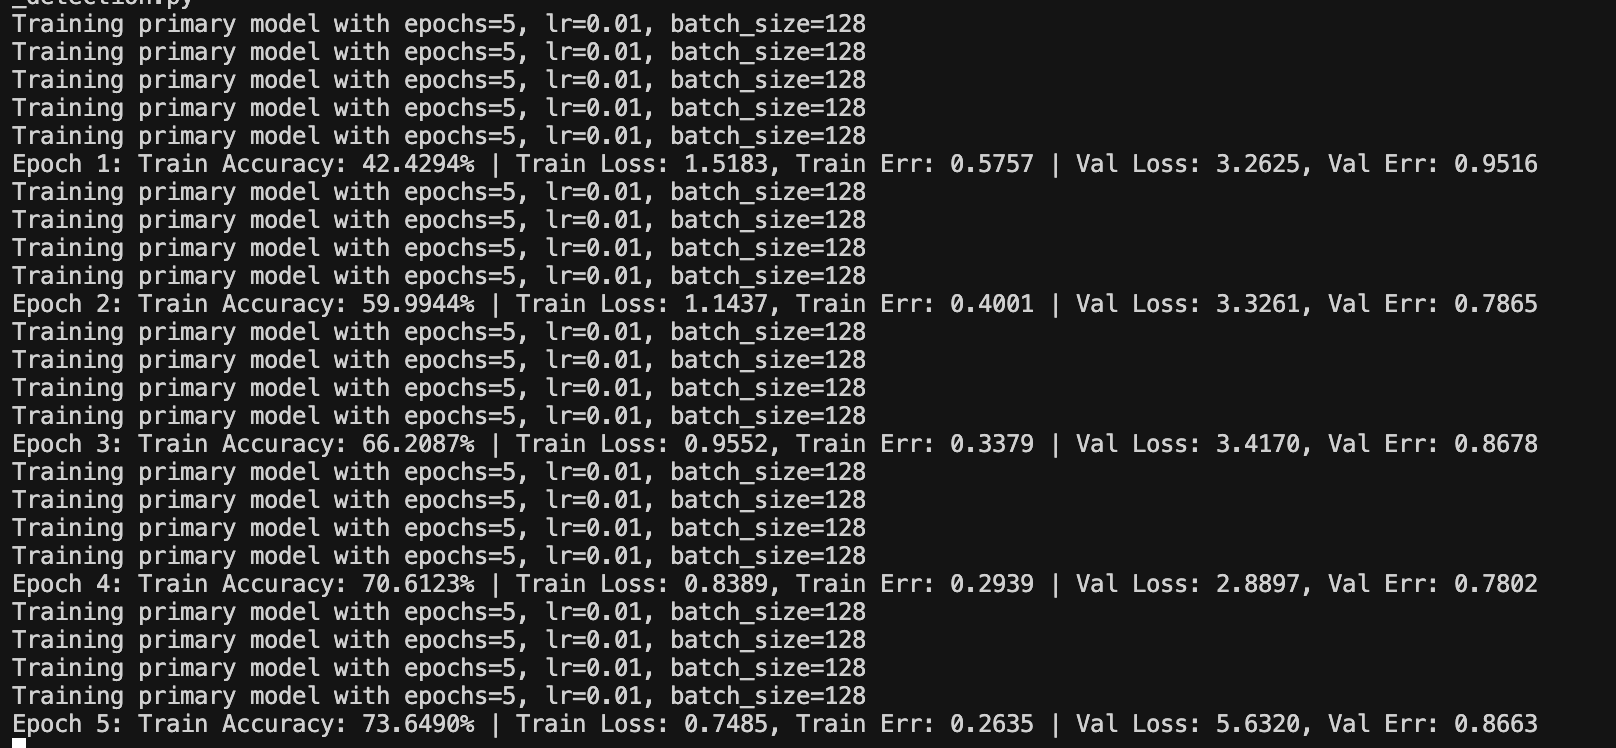 _detection.py
Training primary model with epochs=5, lr=0.01, batch_size=128
Training primary model with epochs=5, lr=0.01, batch_size=128
Training primary model with epochs=5, lr=0.01, batch_size=128
Training primary model with epochs=5, lr=0.01, batch_size=128
Training primary model with epochs=5, lr=0.01, batch_size=128
Epoch 1: Train Accuracy: 42.4294% | Train Loss: 1.5183, Train Err: 0.5757 | Val Loss: 3.2625, Val Err: 0.9516
Training primary model with epochs=5, lr=0.01, batch_size=128
Training primary model with epochs=5, lr=0.01, batch_size=128
Training primary model with epochs=5, lr=0.01, batch_size=128
Training primary model with epochs=5, lr=0.01, batch_size=128
Epoch 2: Train Accuracy: 59.9944% | Train Loss: 1.1437, Train Err: 0.4001 | Val Loss: 3.3261, Val Err: 0.7865
Training primary model with epochs=5, lr=0.01, batch_size=128
Training primary model with epochs=5, lr=0.01, batch_size=128
Training primary model with epochs=5, lr=0.01, batch_size=128
Training primary model with epochs=5, lr=0.01, batch_size=128
Epoch 3: Train Accuracy: 66.2087% | Train Loss: 0.9552, Train Err: 0.3379 | Val Loss: 3.4170, Val Err: 0.8678
Training primary model with epochs=5, lr=0.01, batch_size=128
Training primary model with epochs=5, lr=0.01, batch_size=128
Training primary model with epochs=5, lr=0.01, batch_size=128
Training primary model with epochs=5, lr=0.01, batch_size=128
Epoch 4: Train Accuracy: 70.6123% | Train Loss: 0.8389, Train Err: 0.2939 | Val Loss: 2.8897, Val Err: 0.7802
Training primary model with epochs=5, lr=0.01, batch_size=128
Training primary model with epochs=5, lr=0.01, batch_size=128
Training primary model with epochs=5, lr=0.01, batch_size=128
Training primary model with epochs=5, lr=0.01, batch_size=128
Epoch 5: Train Accuracy: 73.6490% | Train Loss: 0.7485, Train Err: 0.2635 | Val Loss: 5.6320, Val Err: 0.8663